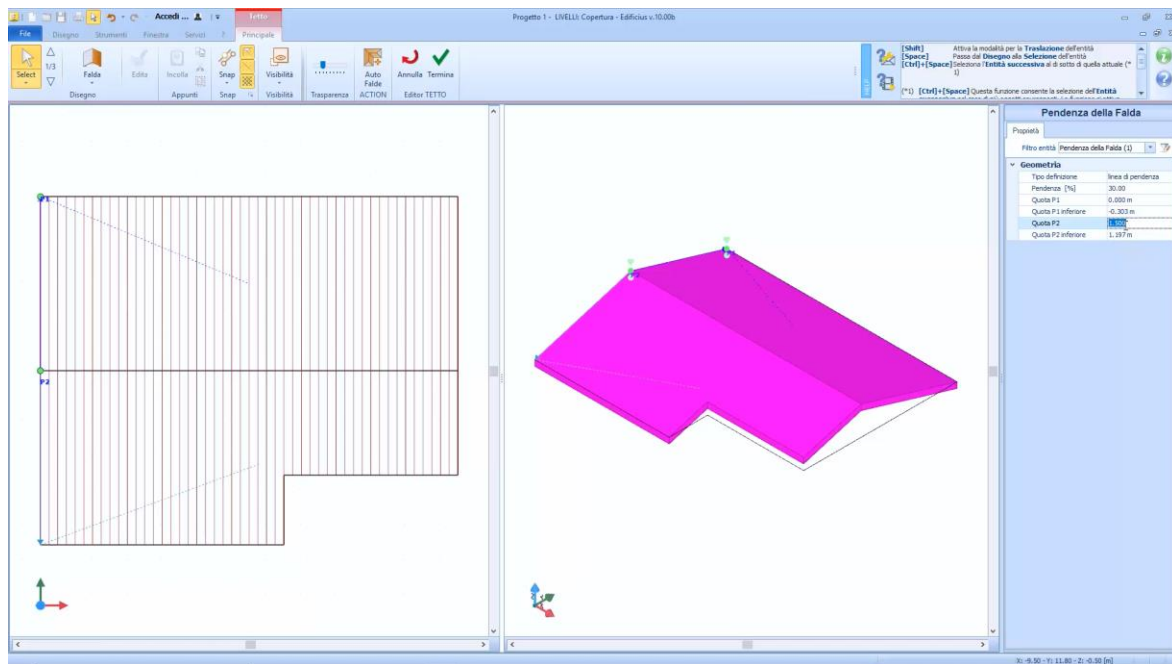 Accedi ...
Tetto
Progetto 1 - LIVELLI: Copertura - Edificius v.10.00b
File
Disegno
Strumenti
Finestra
Servizi
?
Principale
Select
1/3
Falda
Edita
Incolla
Snap
Visibilità
Auto
Falde
Annulla
Termina
Disegno
Appunti
Snap
Visibilità
Trasparenza
ACTION
Editor TETTO
HELP
[Shift] Attiva la modalità per la Traslazione dell'entità
[Space] Passa dal Disegno alla Selezione dell'entità
[Ctrl]+[Space] Seleziona l'Entità successiva al di sotto di quella attuale (*
1)
(*1) [Ctrl]+[Space] Questa funzione consente la selezione dell'Entità
Pendenza della Falda
Proprietà
Filtro entità Pendenza della Falda (1)
Geometria
Tipo definizione linea di pendenza
Pendenza [%] 30.00
Quota P1 0.000 m
Quota P1 inferiore -0.303 m
Quota P2
Quota P2 inferiore 1.197 m
P1
P2
X: -9.50 - Y: 11.80 - Z: -0.50 [m]